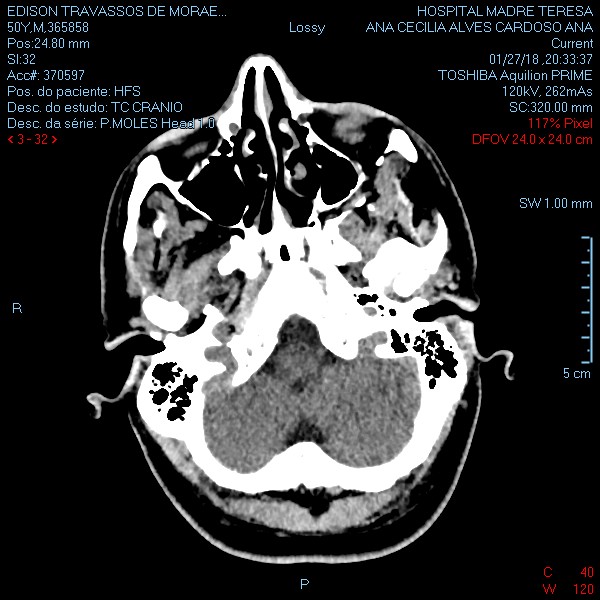 EDISON TRAVASSOS DE MORAE...
50Y,M,365858
Pos:24.80 mm
SI:32
Acc#: 370597
Pos. do paciente: HFS
Desc. do estudo: TC CRANIO
Desc. da série: P.MOLES Head 1.0
< 3 - 32 >
Lossy
HOSPITAL MADRE TERESA
ANA CECILIA ALVES CARDOSO ANA
Current
01/27/18 ,20:33:37
TOSHIBA Aquilion PRIME
120kV, 262mAs
SC:320.00 mm
117% Pixel
DFOV 24.0 x 24.0 cm
SW 1.00 mm
R
5 cm
P
C 40
W 120